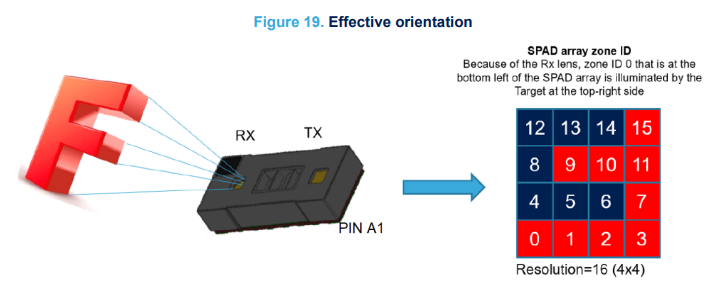 Figure 19. Effective orientation
SPAD array zone ID
Because of the Rx lens, zone ID 0 that is at the
bottom left of the SPAD array is illuminated by the
Target at the top-right side
RX
TX
PIN A1
12 13 14 15
8 9 10 11
4 5 6 7
0 1 2 3
Resolution=16 (4x4)